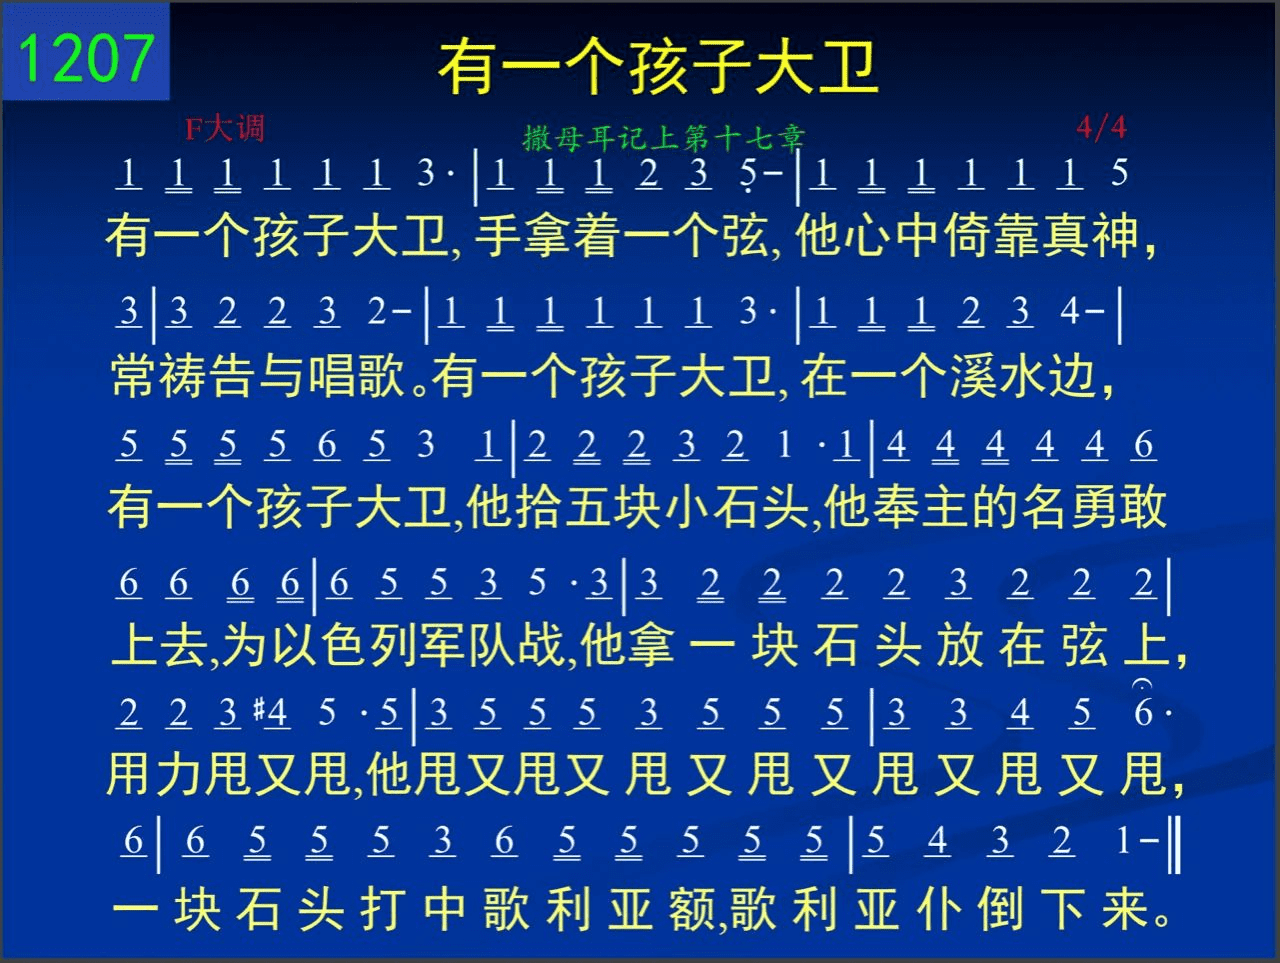 1207
有一个孩子大卫
F大调 撒母耳记上第十七章 4/4
1 1 1 1 1 1 3· | 1 1 1 2 3 5- | 1 1 1 1 1 1 5
有一个孩子大卫, 手拿着一个弦, 他心中倚靠真神,
3 | 3 2 2 3 2- | 1 1 1 1 1 1 3· | 1 1 1 2 3 4- |
常祷告与唱歌。有一个孩子大卫, 在一个溪水边,
5 5 5 5 6 5 3 1 | 2 2 2 3 2 1 ·1 | 4 4 4 4 4 6
有一个孩子大卫,他拾五块小石头,他奉主的名勇敢
6 6 6 6 | 6 5 5 3 5 ·3 | 3 2 2 2 2 3 2 2 2 |
上去,为以色列军队战,他拿一块石头放在弦上,
2 2 3 #4 5 ·5 | 3 5 5 5 3 5 5 5 | 3 3 4 5 6·
用力甩又甩,他甩又甩又甩又甩又甩又甩又甩,
6 | 6 5 5 5 3 6 5 5 5 5 5 | 5 4 3 2 1- ‖
一块石头打中歌利亚额,歌利亚仆倒下来。